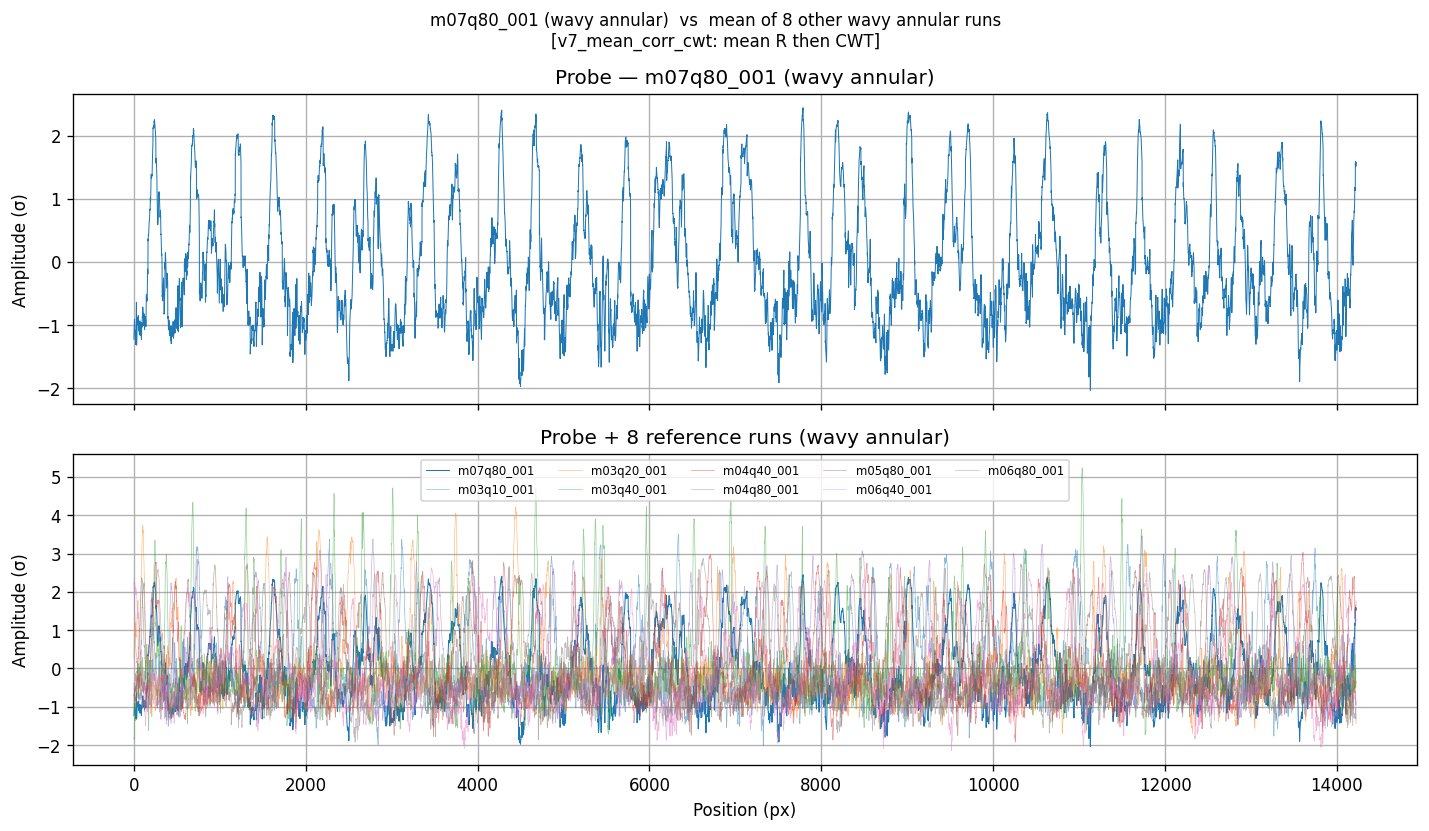 m07q80_001 (wavy annular)  vs  mean of 8 other wavy annular runs
[v7_mean_corr_cwt: mean R then CWT]
Probe — m07q80_001 (wavy annular)
Amplitude (σ)
2
1
0
−1
−2
Probe + 8 reference runs (wavy annular)
m07q80_001 m03q20_001 m04q40_001 m05q80_001 m06q80_001
m03q10_001 m03q40_001 m04q80_001 m06q40_001
Amplitude (σ)
5
4
3
2
1
0
−1
−2
0 2000 4000 6000 8000 10000 12000 14000
Position (px)